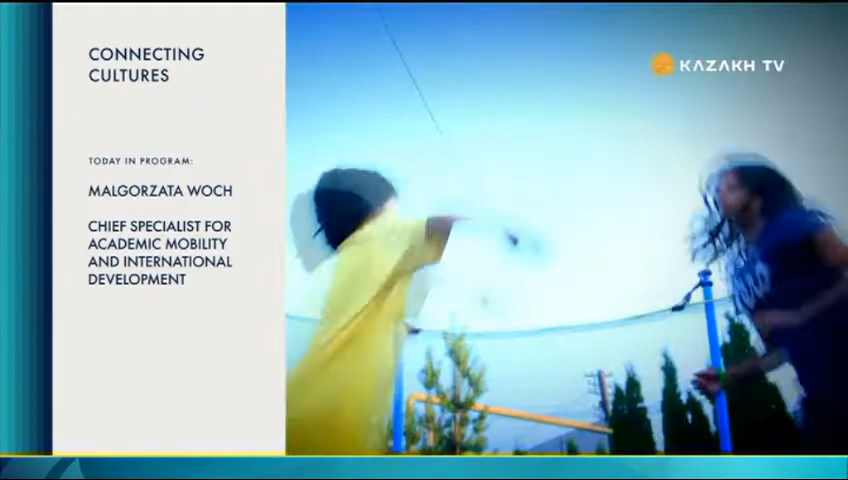 CONNECTING
CULTURES
KAZAKH TV
TODAY IN PROGRAM:
MALGORZATA WOCH
CHIEF SPECIALIST FOR
ACADEMIC MOBILITY
AND INTERNATIONAL
DEVELOPMENT